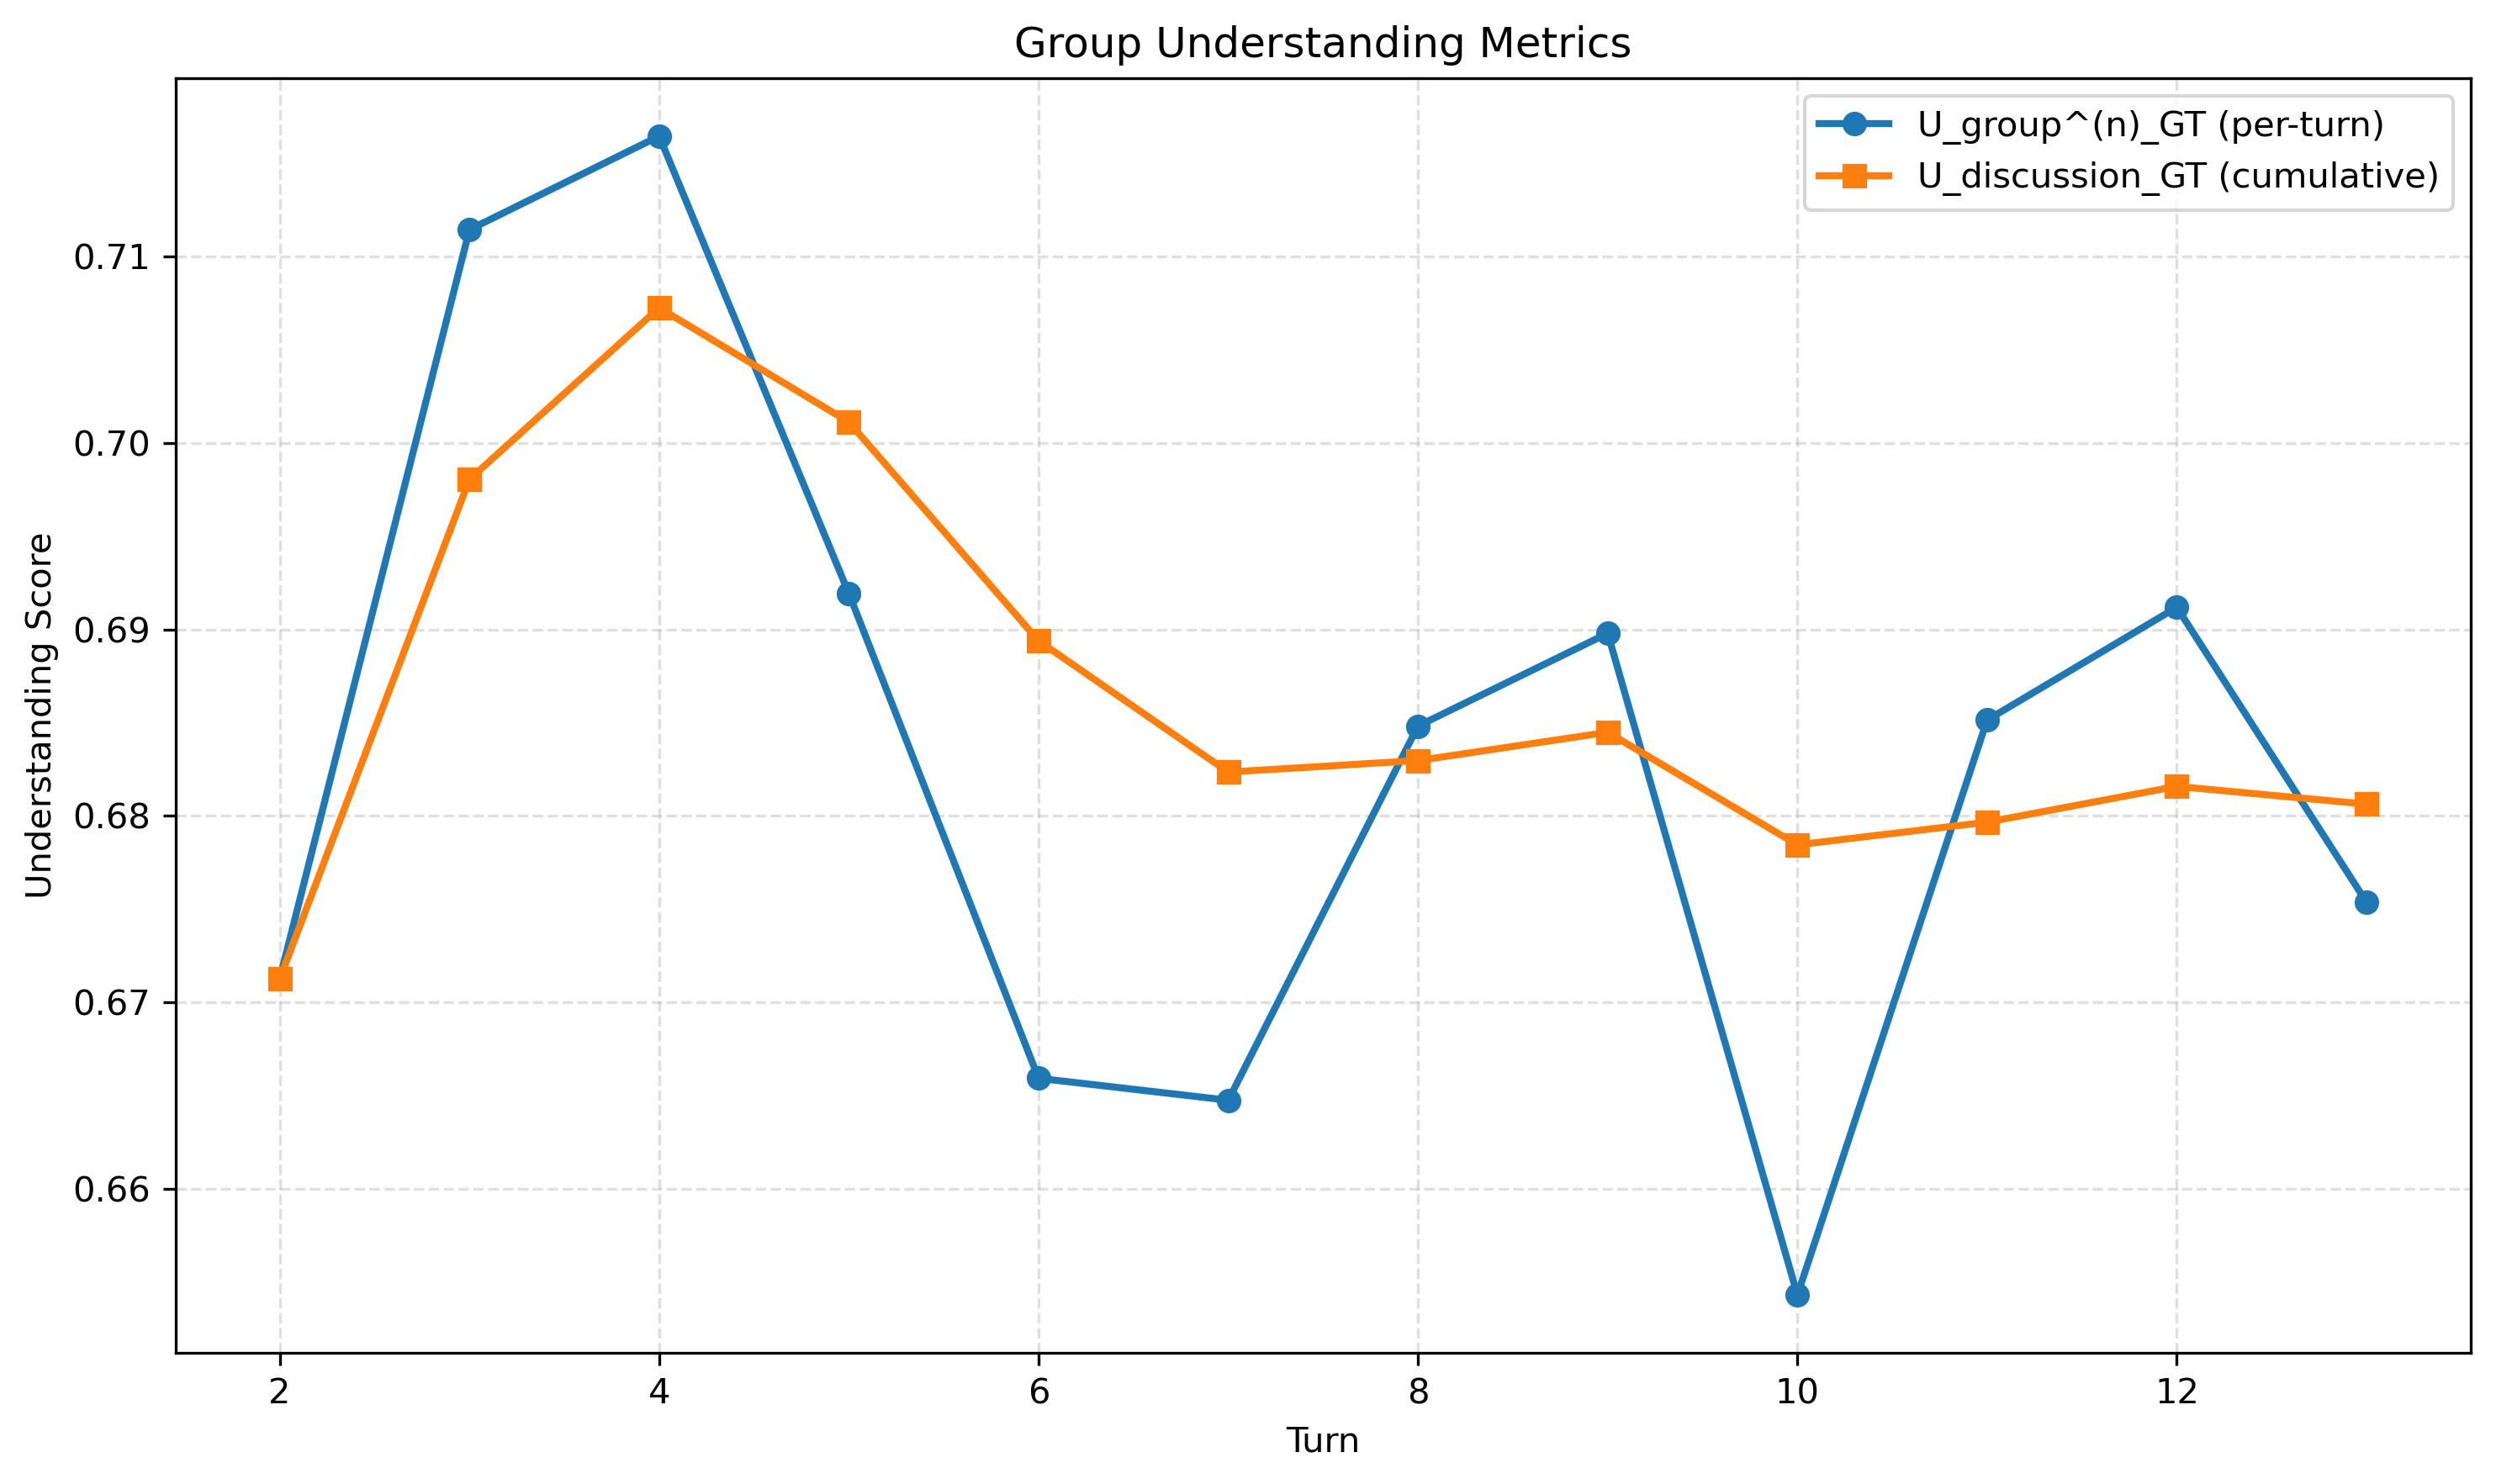 Group Understanding Metrics
U_group^(n)_GT (per-turn)
U_discussion_GT (cumulative)
Understanding Score
0.71
0.70
0.69
0.68
0.67
0.66
2 4 6 8 10 12
Turn